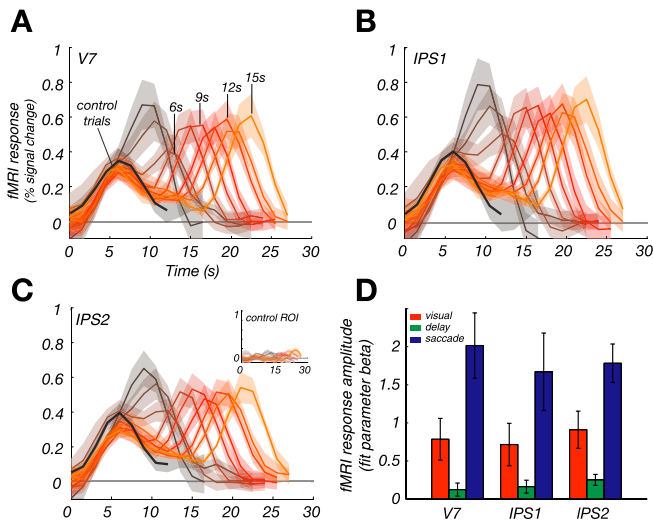 A
V7
1
0.8
0.6
0.4
0.2
0
fMRI response
(% signal change)
control
trials
6s
9s
12s
15s
0 5 10 15 20 25 30
Time (s)
B
IPS1
1
0.8
0.6
0.4
0.2
0
0 5 10 15 20 25 30
C
IPS2
1
0.8
0.6
0.4
0.2
0
0 5 10 15 20 25 30
control ROI
1
0
0 15 30
D
visual
delay
saccade
fMRI response amplitude
(fit parameter beta)
2
1.5
1
0.5
0
V7 IPS1 IPS2